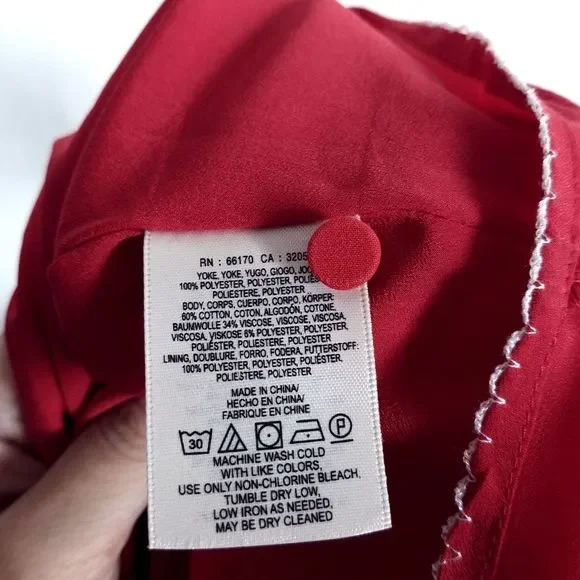 RN : 66170 CA : 3205
YOKE, YOKE, YUGO, GIOGO,
100% POLYESTER, POLYESTER,
POLIESTERE, POLYESTER
BODY, CORPS, CUERPO, CORPO, KÖRPER:
60% COTTON, COTON, ALGODÓN, COTONE,
BAUMWOLLE 34% VISCOSE, VISCOSE, VISCOSA,
VISCOSA, VISKOSE 6% POLYESTER, POLYESTER,
POLIÉSTER, POLIESTERE, POLYESTER
LINING, DOUBLURE, FORRO, FODERA, FUTTERSTOFF:
100% POLYESTER, POLYESTER, POLIÉSTER,
POLIESTERE, POLYESTER
MADE IN CHINA/
HECHO EN CHINA/
FABRIQUE EN CHINE
30 P
MACHINE WASH COLD
WITH LIKE COLORS,
USE ONLY NON-CHLORINE BLEACH.
TUMBLE DRY LOW,
LOW IRON AS NEEDED,
MAY BE DRY CLEANED